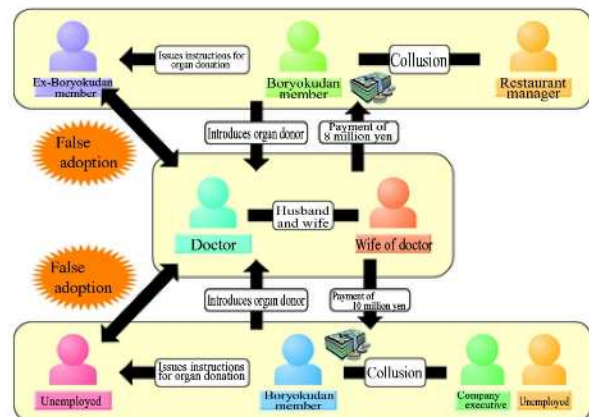 Issues instructions for
organ donation
Collusion
Ex-Boryokudan
member
Boryokudan
member
Restaurant
manager
False
adoption
Introduces organ donor
Payment of
8 million yen
Husband
and wife
Doctor
Wife of doctor
False
adoption
Introduces organ donor
Payment of
10 million yen
Issues instructions
for organ donation
Collusion
Unemployed
Boryokudan
member
Company
executive
Unemployed